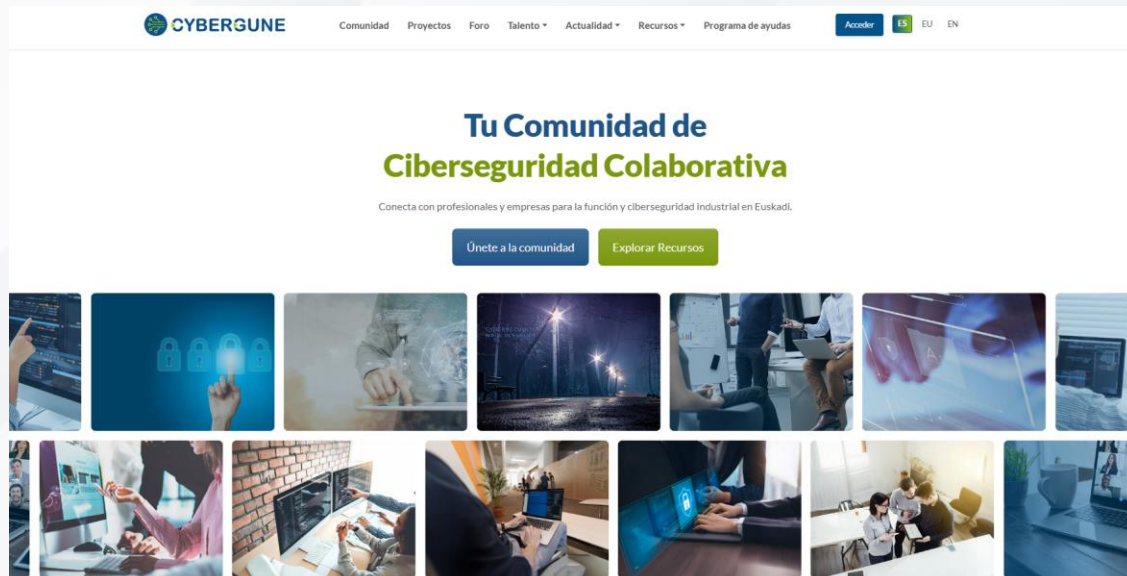 CYBERGUNE
Comunidad Proyectos Foro Talento Actualidad Recursos Programa de ayudas Acceder ES EU EN
Tu Comunidad de
Ciberseguridad Colaborativa
Conecta con profesionales y empresas para la función y ciberseguridad industrial en Euskadi.
Únete a la comunidad Explorar Recursos